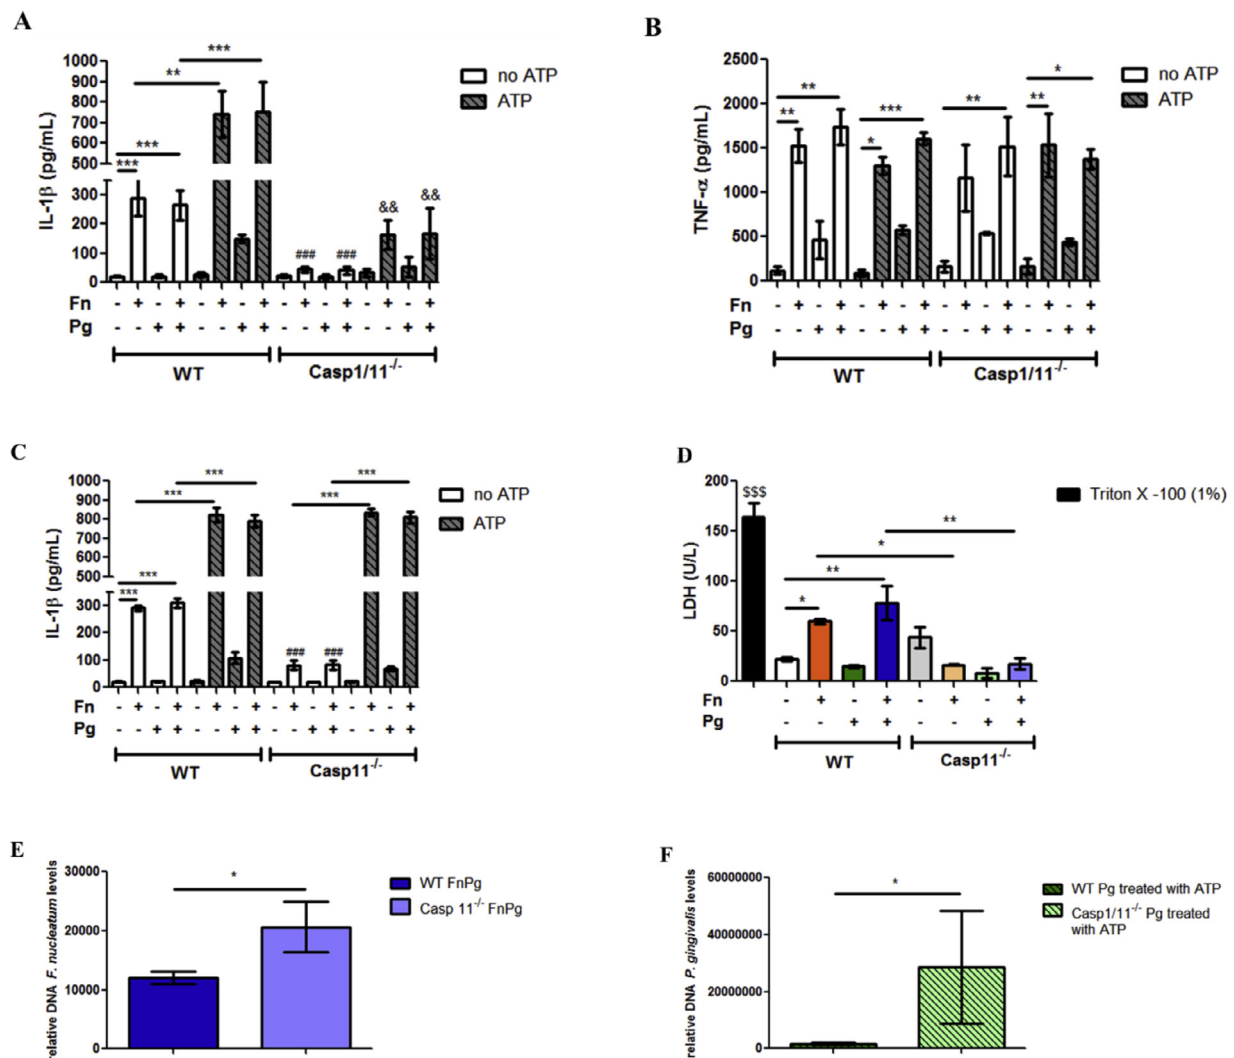 A
IL-1β (pg/mL)
1000
900
800
700
600
500
300
200
100
0
***
***
***
**
***
###
###
&&
&&
no ATP
ATP
Fn - + - + - + - + - + - + - + - +
Pg - - + + - - + + - - + + - - + +
WT
Casp1/11-/-
B
TNF-α (pg/mL)
2500
2000
1500
1000
500
0
**
**
*
***
**
**
*
no ATP
ATP
Fn - + - + - + - + - + - + - + - +
Pg - - + + - - + + - - + + - - + +
WT
Casp1/11-/-
C
IL-1β (pg/mL)
1000
900
800
700
600
500
300
200
100
0
***
***
***
***
###
###
***
***
no ATP
ATP
Fn - + - + - + - + - + - + - + - +
Pg - - + + - - + + - - + + - - + +
WT
Casp11-/-
D
LDH (U/L)
200
150
100
50
0
$$$
*
**
*
**
Triton X -100 (1%)
Fn - + - + - + - +
Pg - - + + - - + +
WT
Casp11-/-
E
relative DNA F. nucleatum levels
30000
20000
10000
0
*
WT FnPg
Casp 11-/- FnPg
F
relative DNA P. gingivalis levels
60000000
40000000
20000000
0
*
WT Pg treated with ATP
Casp1/11-/- Pg treated
with ATP